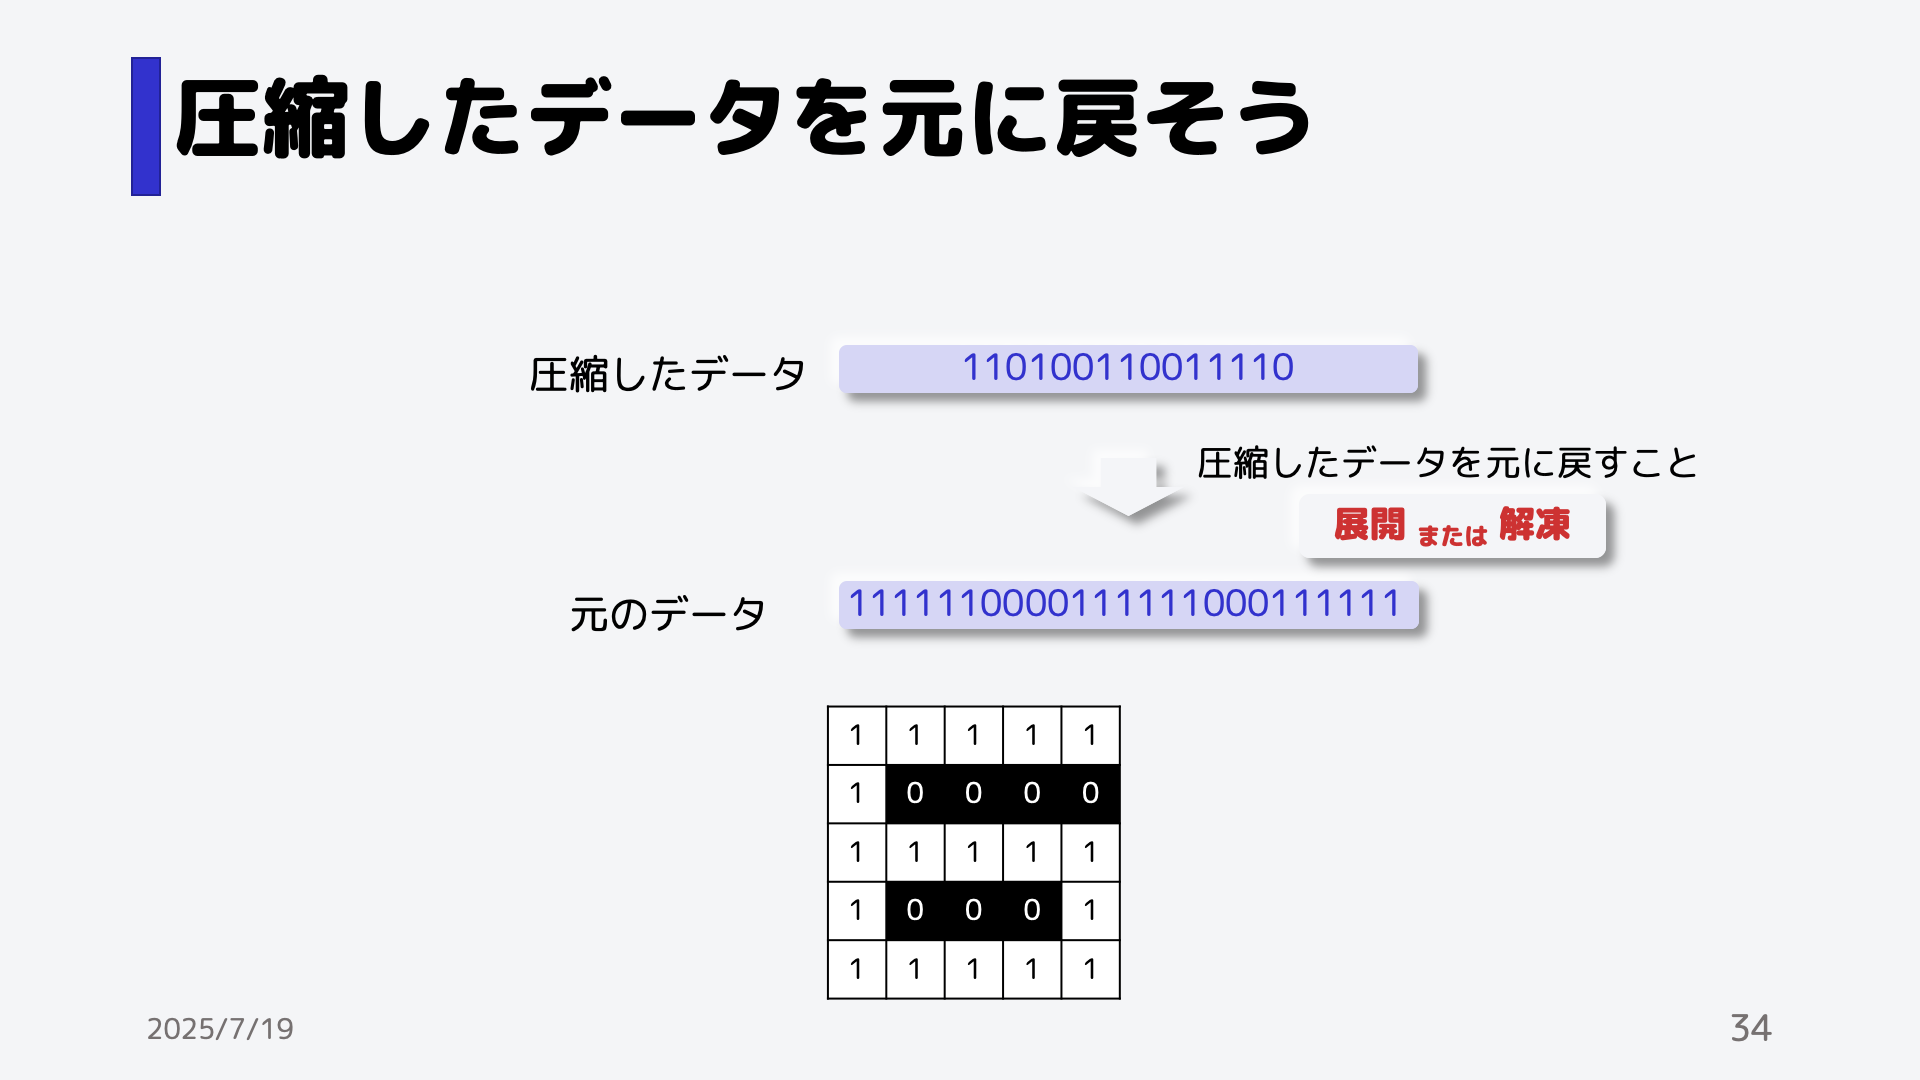 圧縮したデータを元に戻そう
圧縮したデータ 110100110011110
圧縮したデータを元に戻すこと
展開 または 解凍
元のデータ 1111110000111111000111111
1 1 1 1 1
1 0 0 0 0
1 1 1 1 1
1 0 0 0 1
1 1 1 1 1
2025/7/19 34